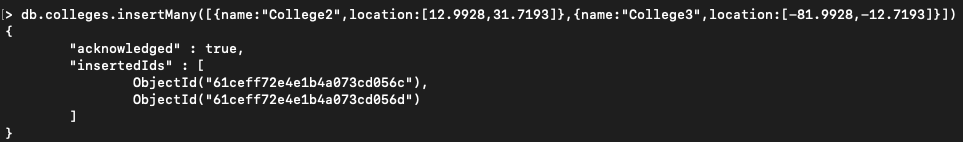 [> db.colleges.insertMany([{name:"College2",location:[12.9928,31.7193]},{name:"College3",location:[-81.9928,-12.7193]}])
{
        "acknowledged" : true,
        "insertedIds" : [
                ObjectId("61ceff72e4e1b4a073cd056c"),
                ObjectId("61ceff72e4e1b4a073cd056d")
        ]
}